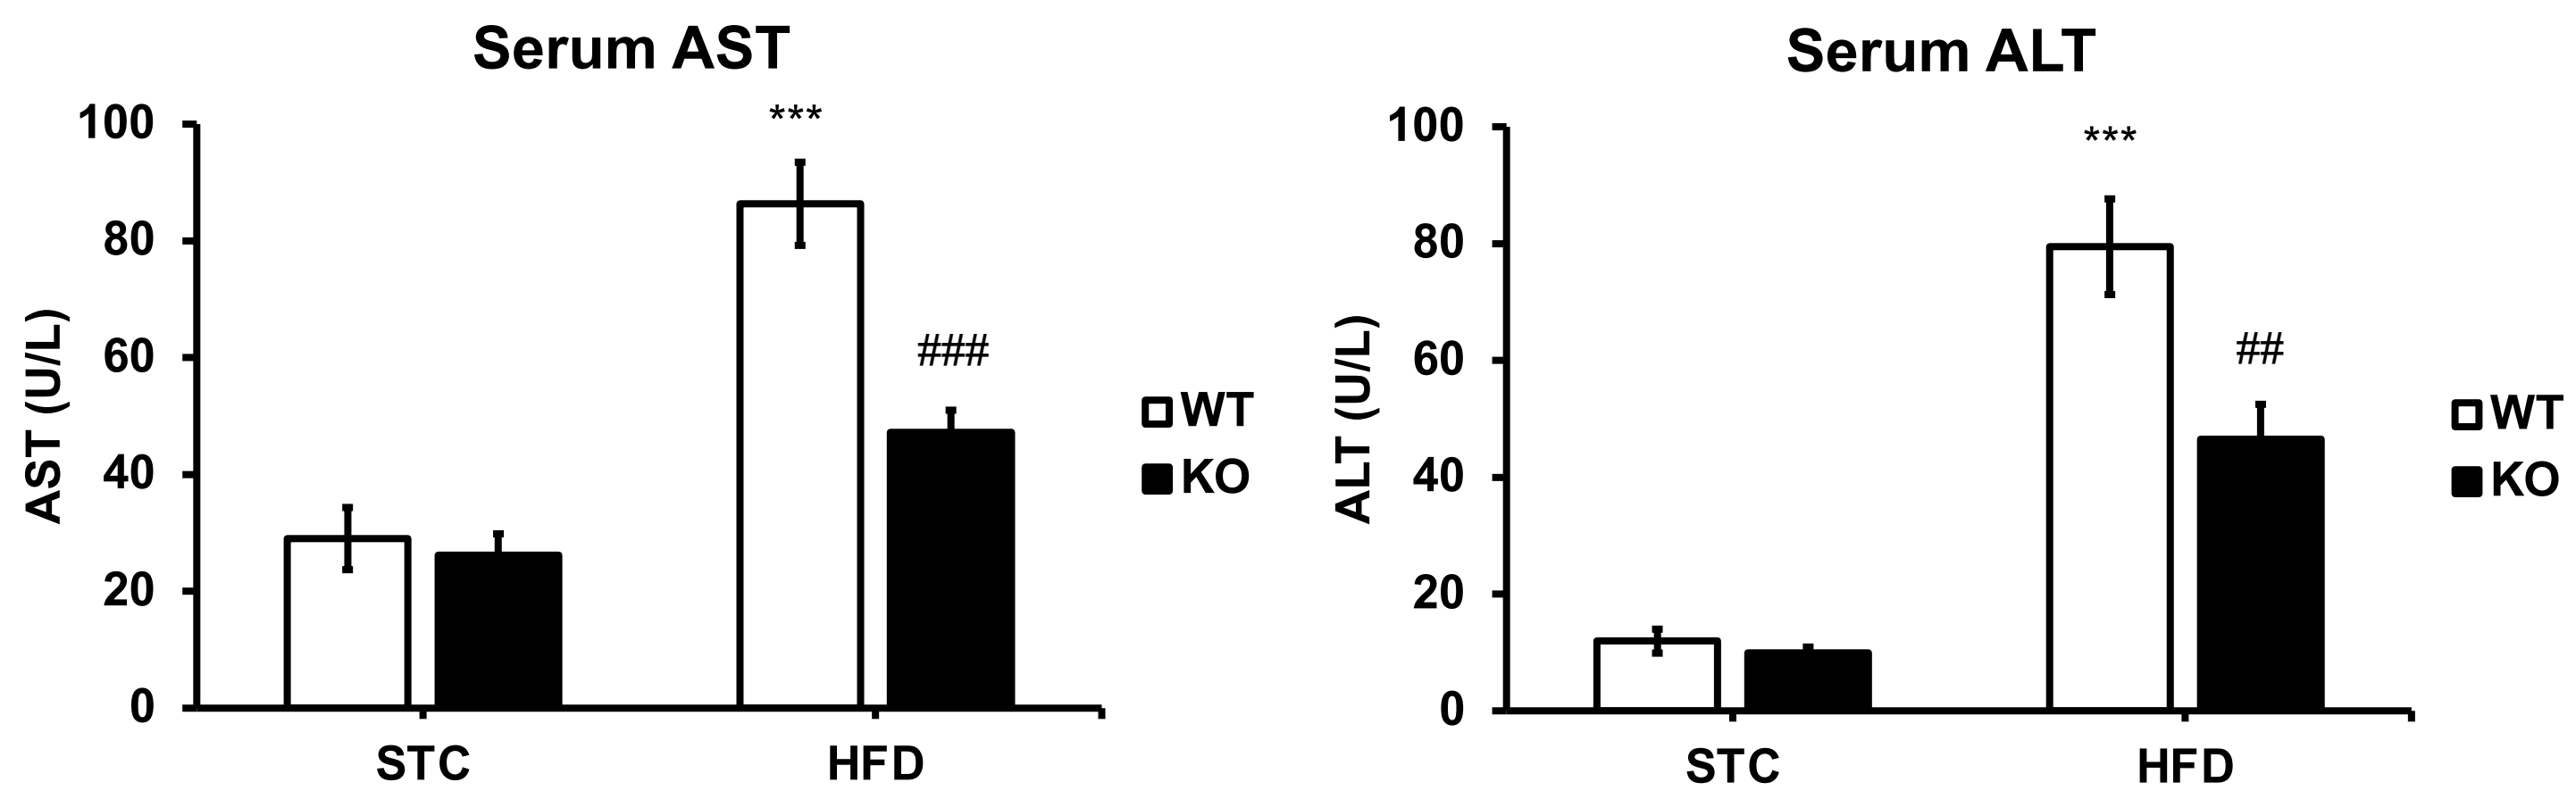 Serum AST
***
###
100
80
60
40
20
0
AST (U/L)
STC
HFD
WT
KO
Serum ALT
***
##
100
80
60
40
20
0
ALT (U/L)
STC
HFD
WT
KO